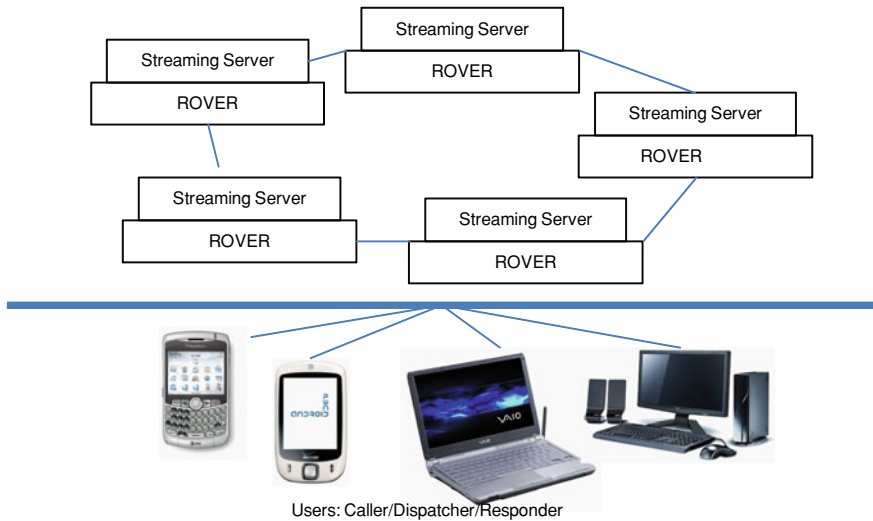 Streaming Server
ROVER
Streaming Server
ROVER
Streaming Server
ROVER
Streaming Server
ROVER
Streaming Server
ROVER
ANDROID
VAIO
Users: Caller/Dispatcher/Responder